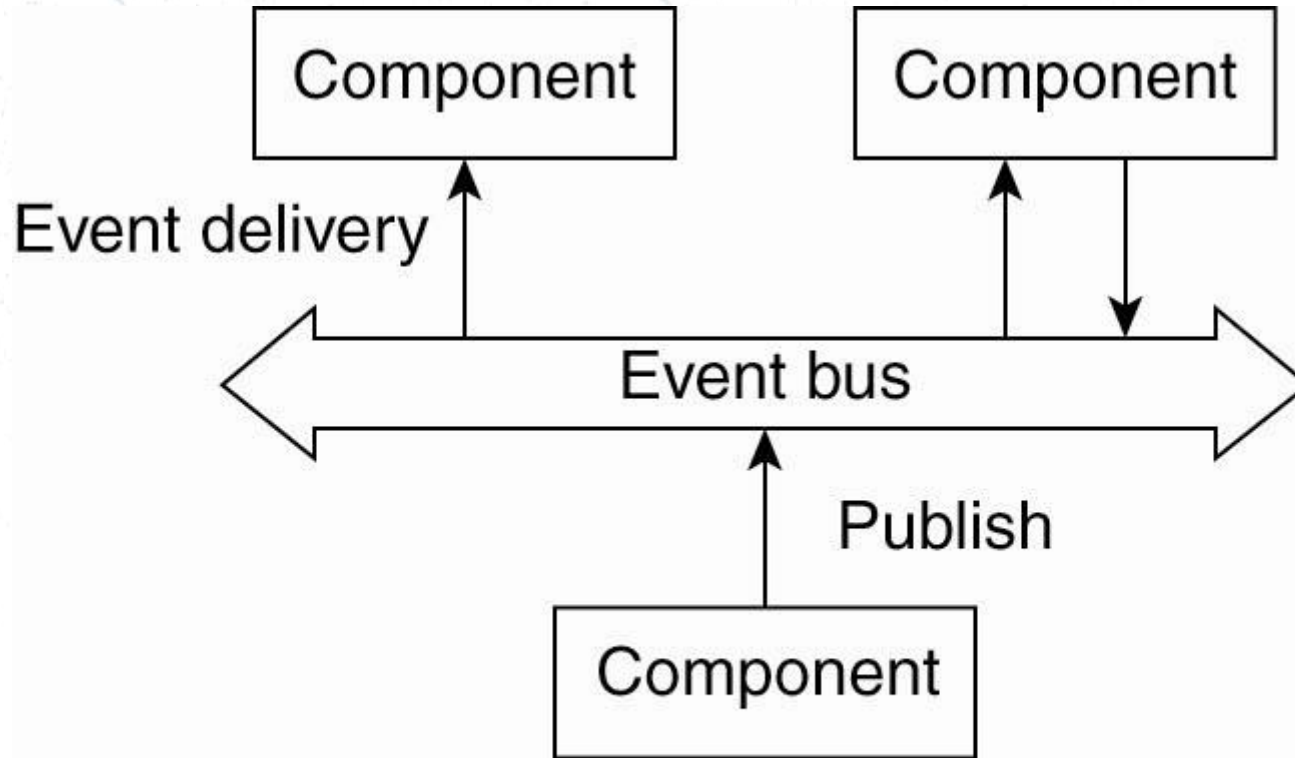 Component
Component
Event delivery
Event bus
Publish
Component